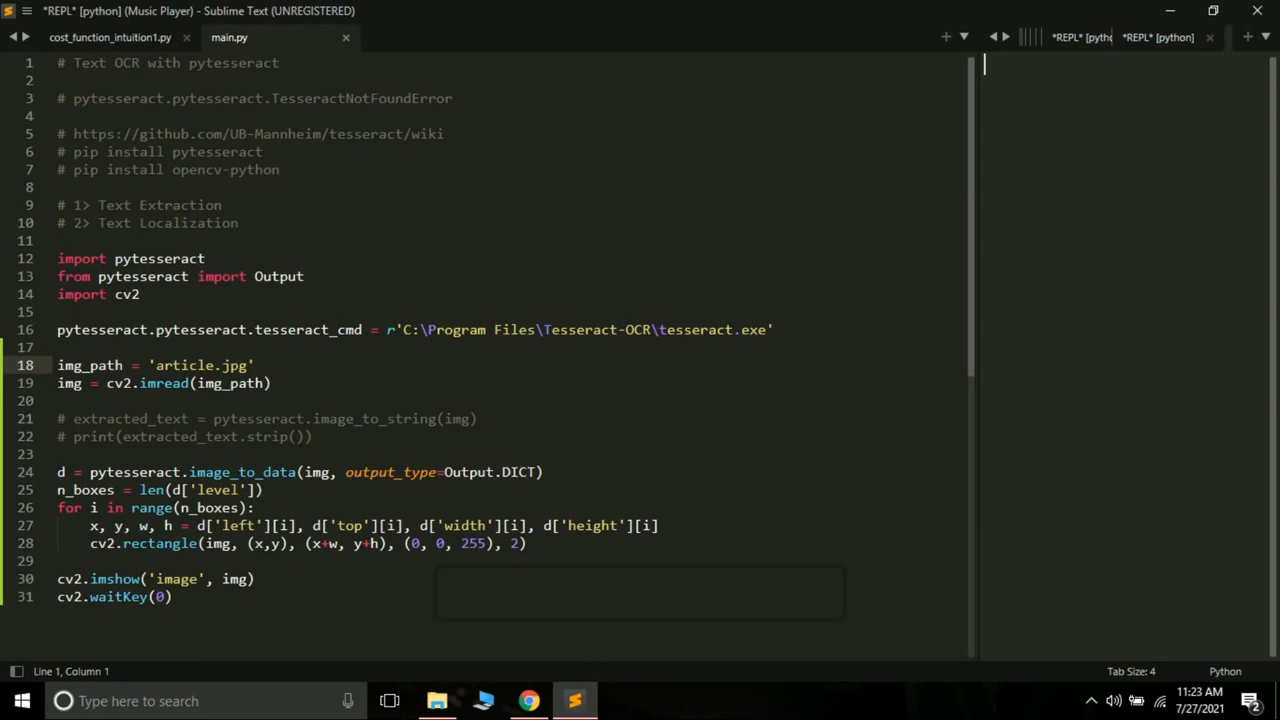 *REPL* [python] (Music Player) - Sublime Text (UNREGISTERED)
cost_function_intuition1.py
main.py
*REPL* [pytho
*REPL* [python]
1 # Text OCR with pytesseract
2
3 # pytesseract.pytesseract.TesseractNotFoundError
4
5 # https://github.com/UB-Mannheim/tesseract/wiki
6 # pip install pytesseract
7 # pip install opencv-python
8
9 # 1> Text Extraction
10 # 2> Text Localization
11
12 import pytesseract
13 from pytesseract import Output
14 import cv2
15
16 pytesseract.pytesseract.tesseract_cmd = r'C:\Program Files\Tesseract-OCR\tesseract.exe'
17
18 img_path = 'article.jpg'
19 img = cv2.imread(img_path)
20
21 # extracted_text = pytesseract.image_to_string(img)
22 # print(extracted_text.strip())
23
24 d = pytesseract.image_to_data(img, output_type=Output.DICT)
25 n_boxes = len(d['level'])
26 for i in range(n_boxes):
27     x, y, w, h = d['left'][i], d['top'][i], d['width'][i], d['height'][i]
28     cv2.rectangle(img, (x,y), (x+w, y+h), (0, 0, 255), 2)
29
30 cv2.imshow('image', img)
31 cv2.waitKey(0)
Line 1, Column 1
Tab Size: 4
Python
Type here to search
11:23 AM
7/27/2021
2